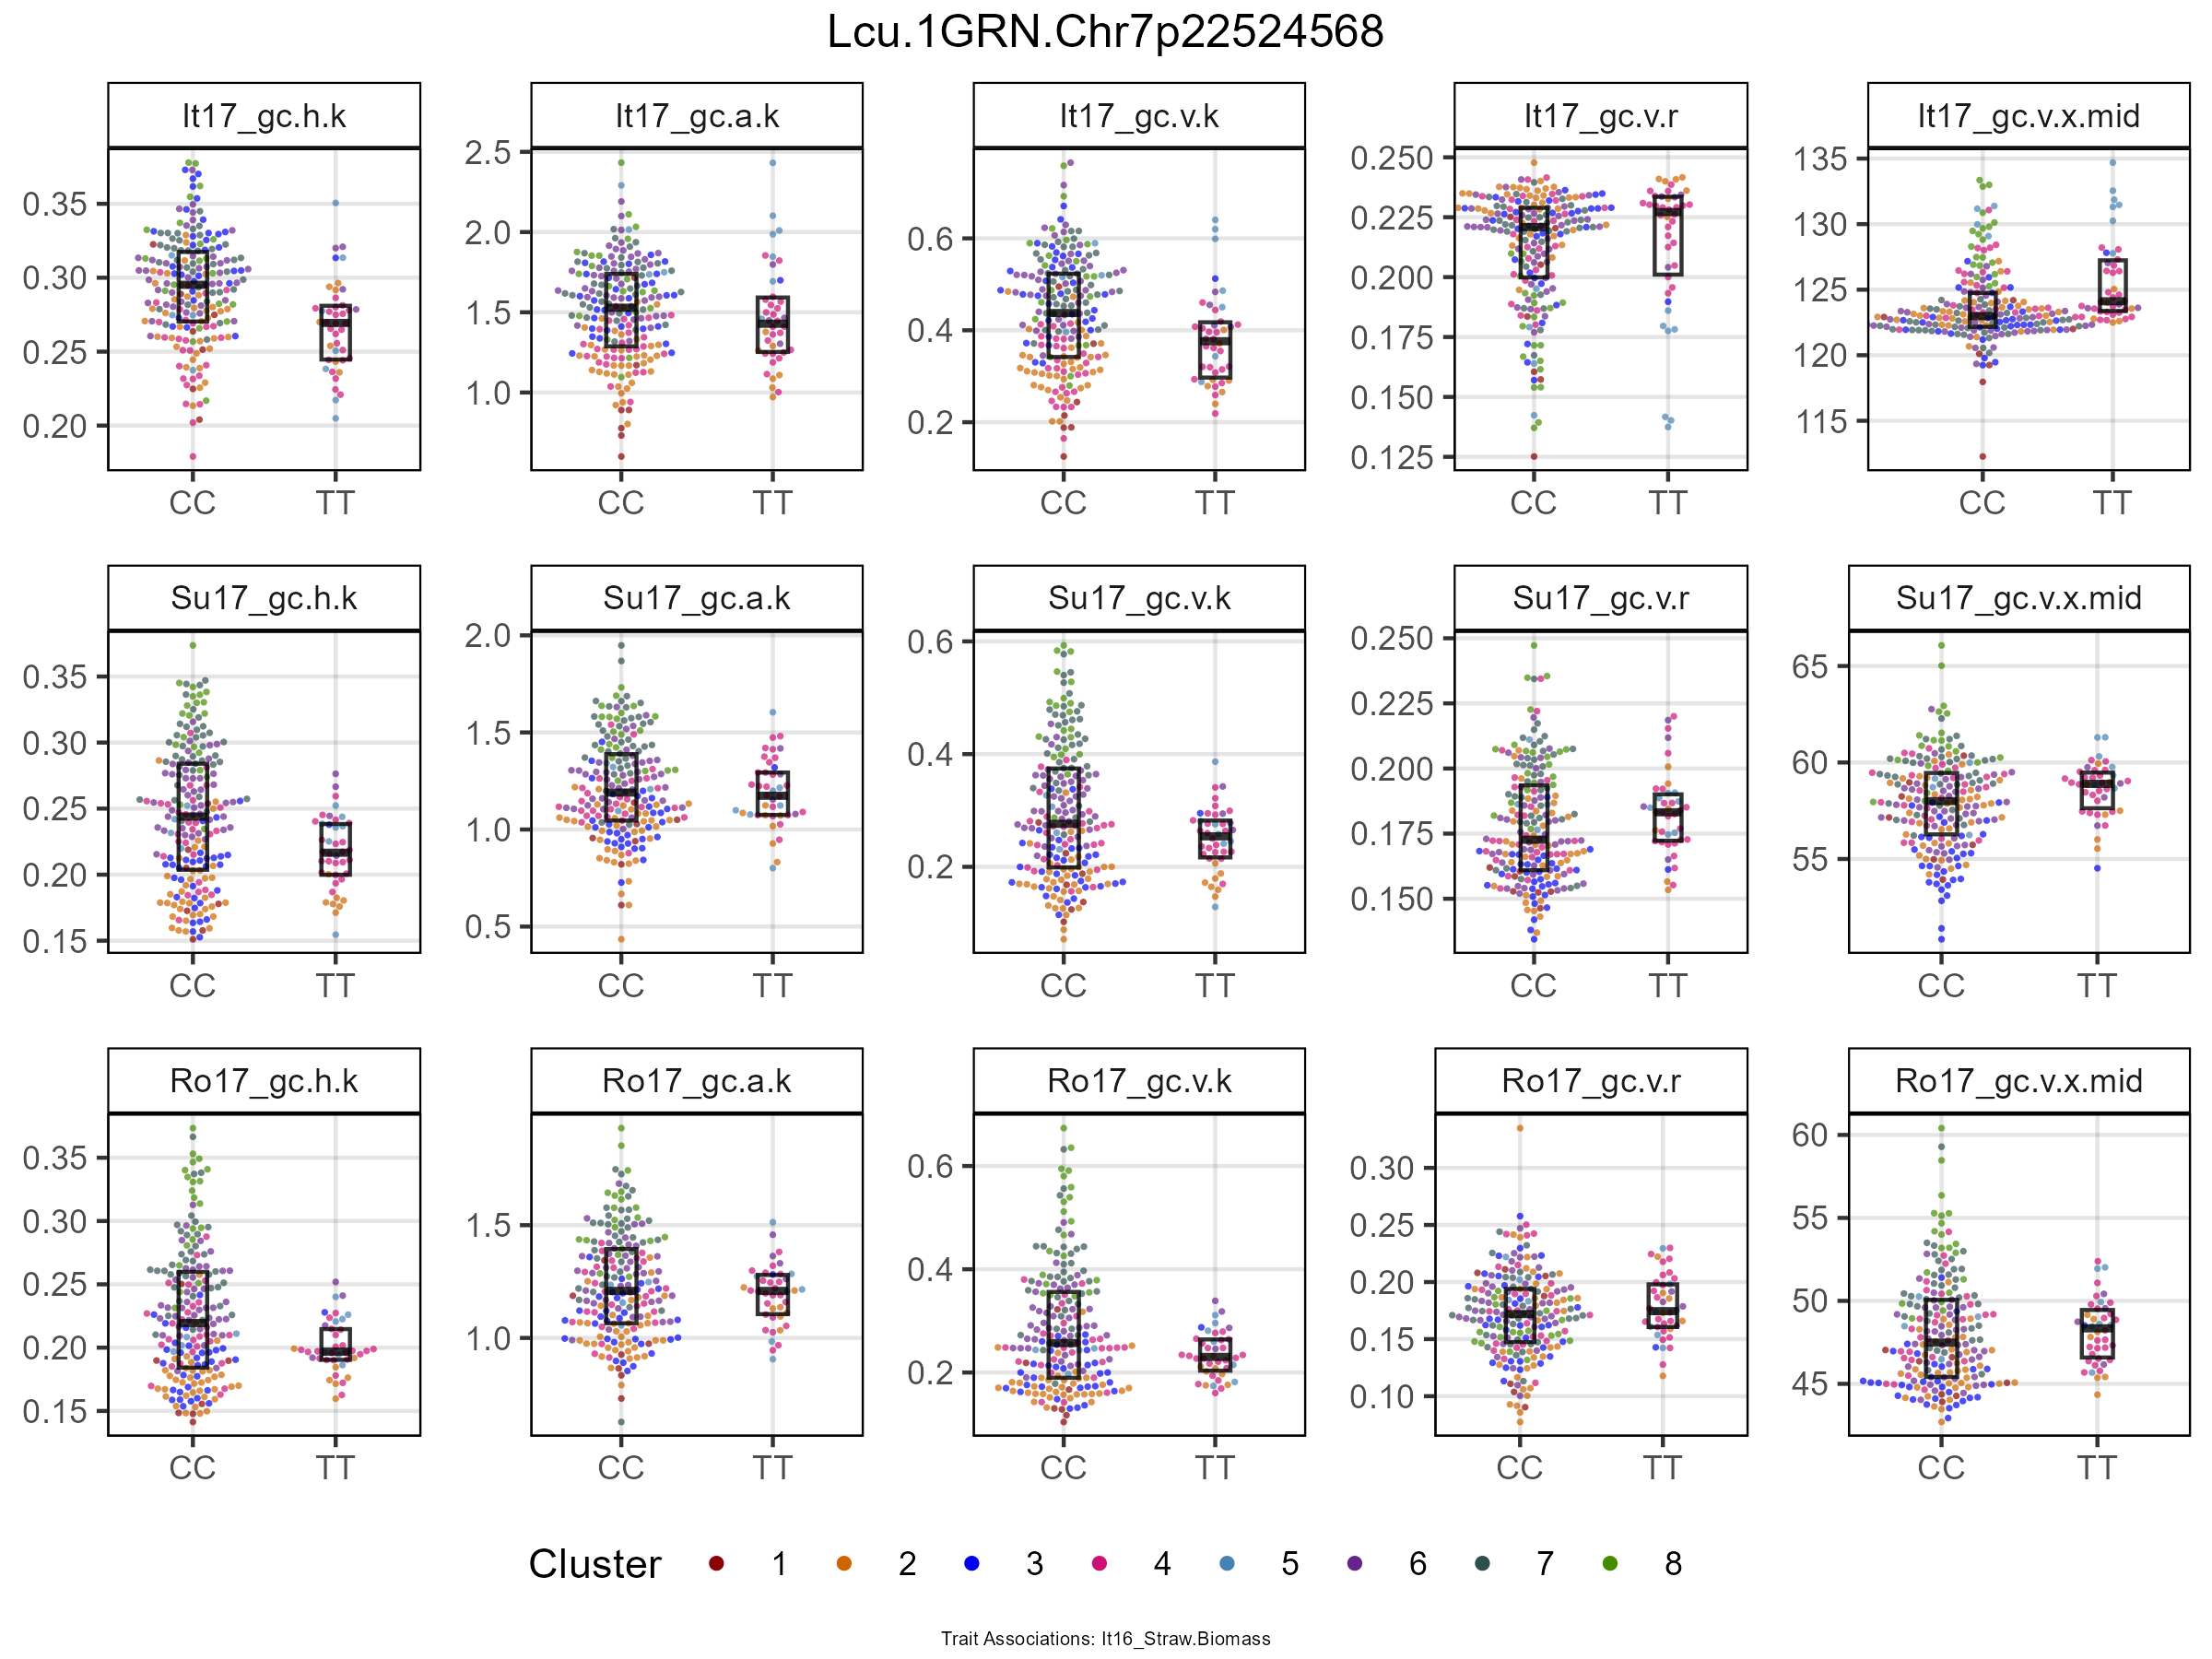 Lcu.1GRN.Chr7p22524568
It17_gc.h.k
It17_gc.a.k
It17_gc.v.k
It17_gc.v.r
It17_gc.v.x.mid
0.35
0.30
0.25
0.20
2.5
2.0
1.5
1.0
0.6
0.4
0.2
0.250
0.225
0.200
0.175
0.150
0.125
135
130
125
120
115
CC TT
CC TT
CC TT
CC TT
CC TT
Su17_gc.h.k
Su17_gc.a.k
Su17_gc.v.k
Su17_gc.v.r
Su17_gc.v.x.mid
0.35
0.30
0.25
0.20
0.15
2.0
1.5
1.0
0.5
0.6
0.4
0.2
0.250
0.225
0.200
0.175
0.150
65
60
55
CC TT
CC TT
CC TT
CC TT
CC TT
Ro17_gc.h.k
Ro17_gc.a.k
Ro17_gc.v.k
Ro17_gc.v.r
Ro17_gc.v.x.mid
0.35
0.30
0.25
0.20
0.15
1.5
1.0
0.6
0.4
0.2
0.30
0.25
0.20
0.15
0.10
60
55
50
45
CC TT
CC TT
CC TT
CC TT
CC TT
Cluster 1 2 3 4 5 6 7 8
Trait Associations: It16_Straw.Biomass